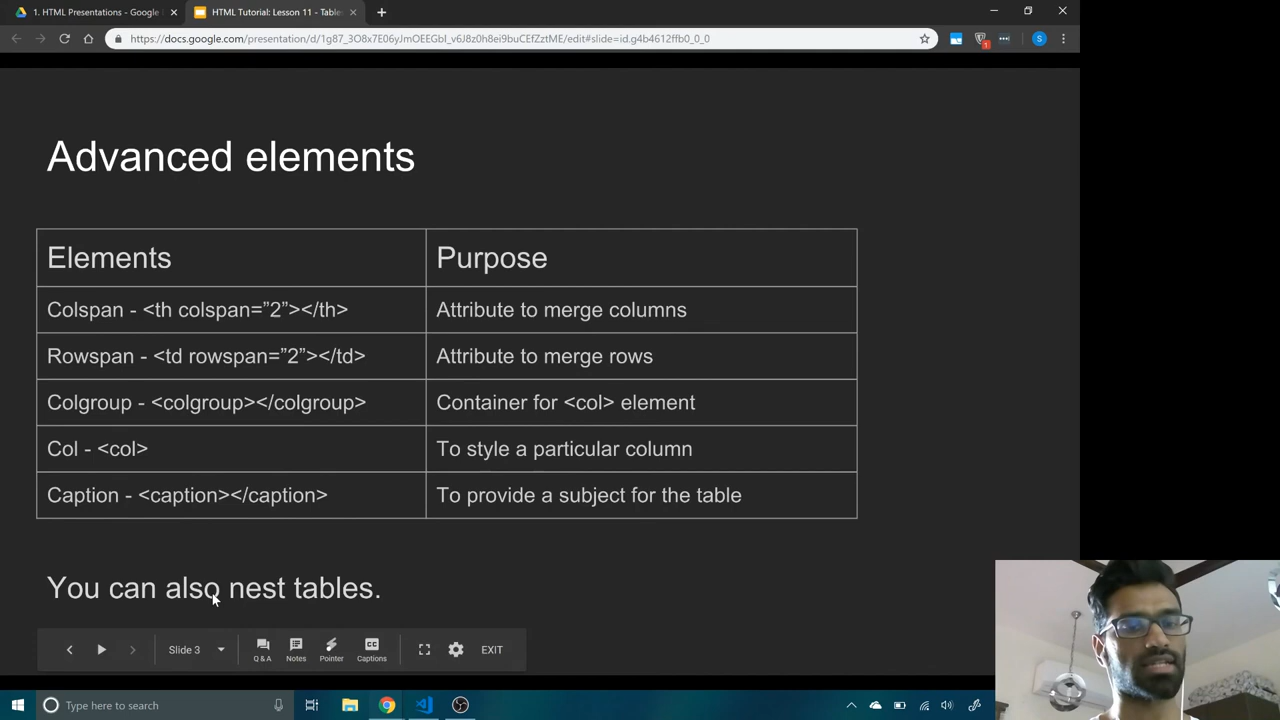 1. HTML Presentations - Google
HTML Tutorial: Lesson 11 - Table
https://docs.google.com/presentation/d/1g87_3O8x7E06yJmOEEGbI_v6J8z0h8ei9buCEfZztME/edit#slide=id.g4b4612ffb0_0_0
1
S
Advanced elements
Elements
Purpose
Colspan - <th colspan=”2”></th>
Attribute to merge columns
Rowspan - <td rowspan=”2”></td>
Attribute to merge rows
Colgroup - <colgroup></colgroup>
Container for <col> element
Col - <col>
To style a particular column
Caption - <caption></caption>
To provide a subject for the table
You can also nest tables.
Slide 3
Q & A
Notes
Pointer
Captions
EXIT
Type here to search